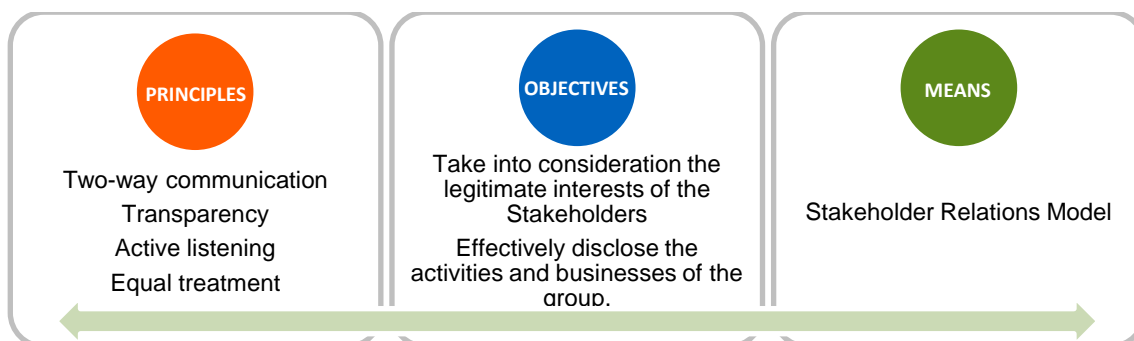 PRINCIPLES
Two-way communication
Transparency
Active listening
Equal treatment
OBJECTIVES
Take into consideration the
legitimate interests of the
Stakeholders
Effectively disclose the
activities and businesses of the
group.
MEANS
Stakeholder Relations Model